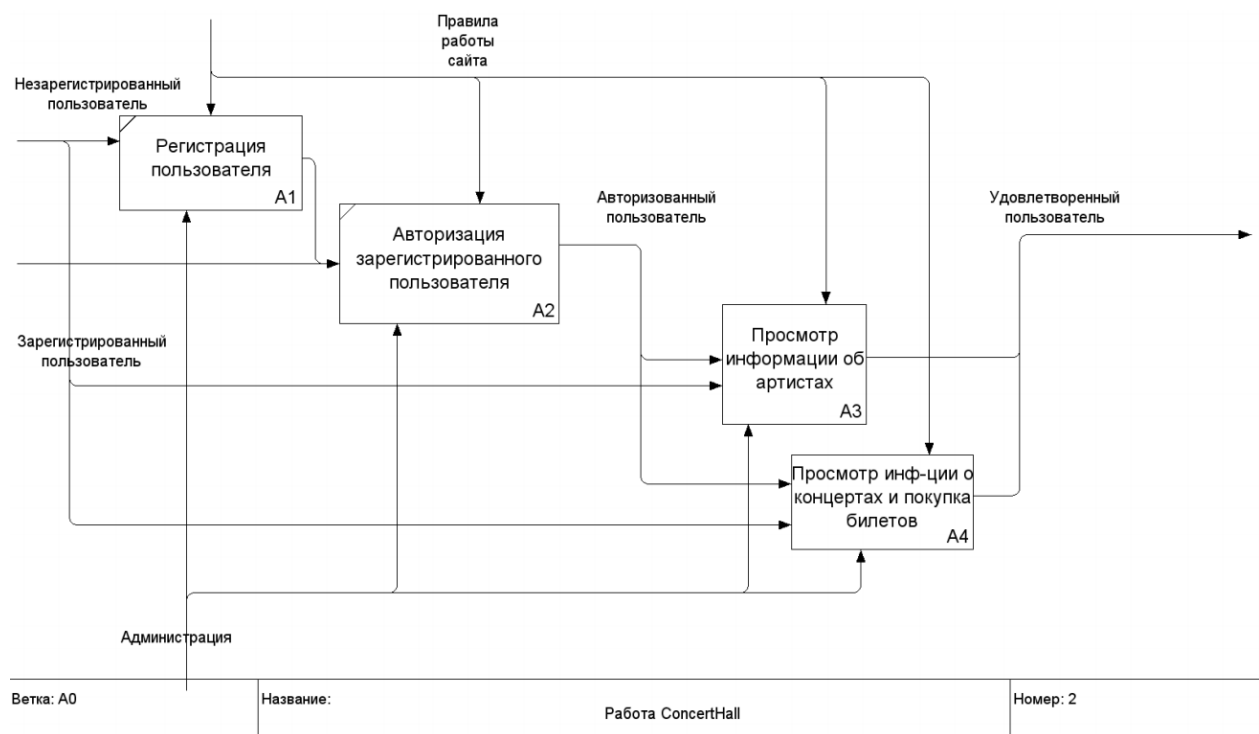 Правила
работы
сайта
Незарегистрированный
пользователь
Регистрация
пользователя
A1
Авторизованный
пользователь
Удовлетворенный
пользователь
Авторизация
зарегистрированного
пользователя
A2
Зарегистрированный
пользователь
Просмотр
информации об
артистах
A3
Просмотр инф-ции о
концертах и покупка
билетов
A4
Администрация
Ветка: A0
Название:
Работа ConcertHall
Номер: 2